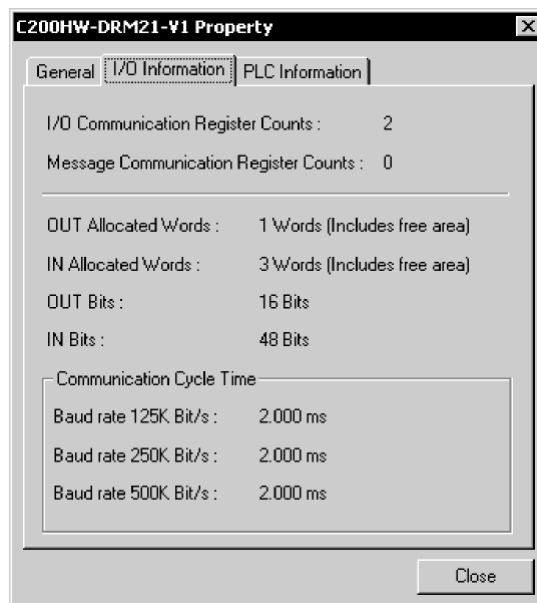 C200HW-DRM21-V1 Property
General I/O Information PLC Information
I/O Communication Register Counts : 2
Message Communication Register Counts : 0
OUT Allocated Words : 1 Words (Includes free area)
IN Allocated Words : 3 Words (Includes free area)
OUT Bits : 16 Bits
IN Bits : 48 Bits
Communication Cycle Time
Baud rate 125K Bit/s : 2.000 ms
Baud rate 250K Bit/s : 2.000 ms
Baud rate 500K Bit/s : 2.000 ms
Close